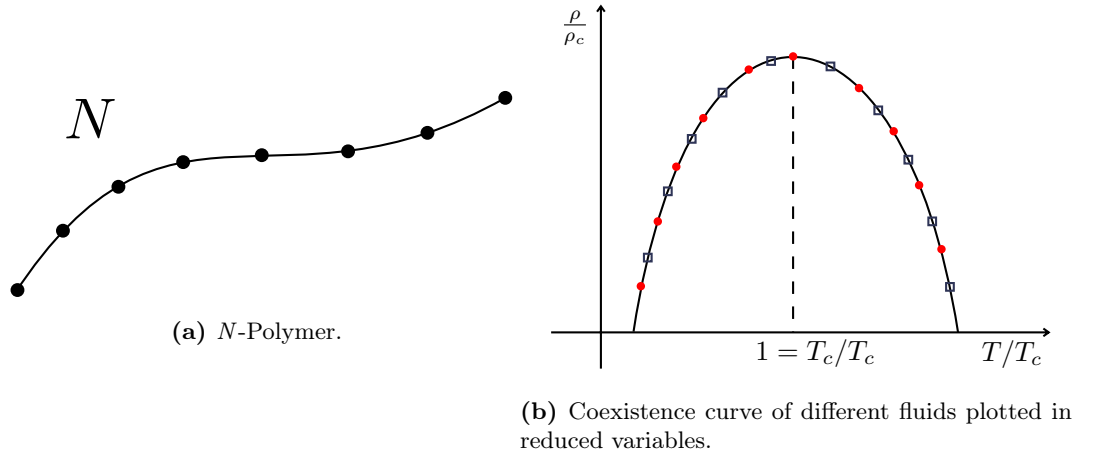 N
(a) N-Polymer.
ρ/ρc
1 = Tc/Tc
T/Tc
(b) Coexistence curve of different fluids plotted in
reduced variables.